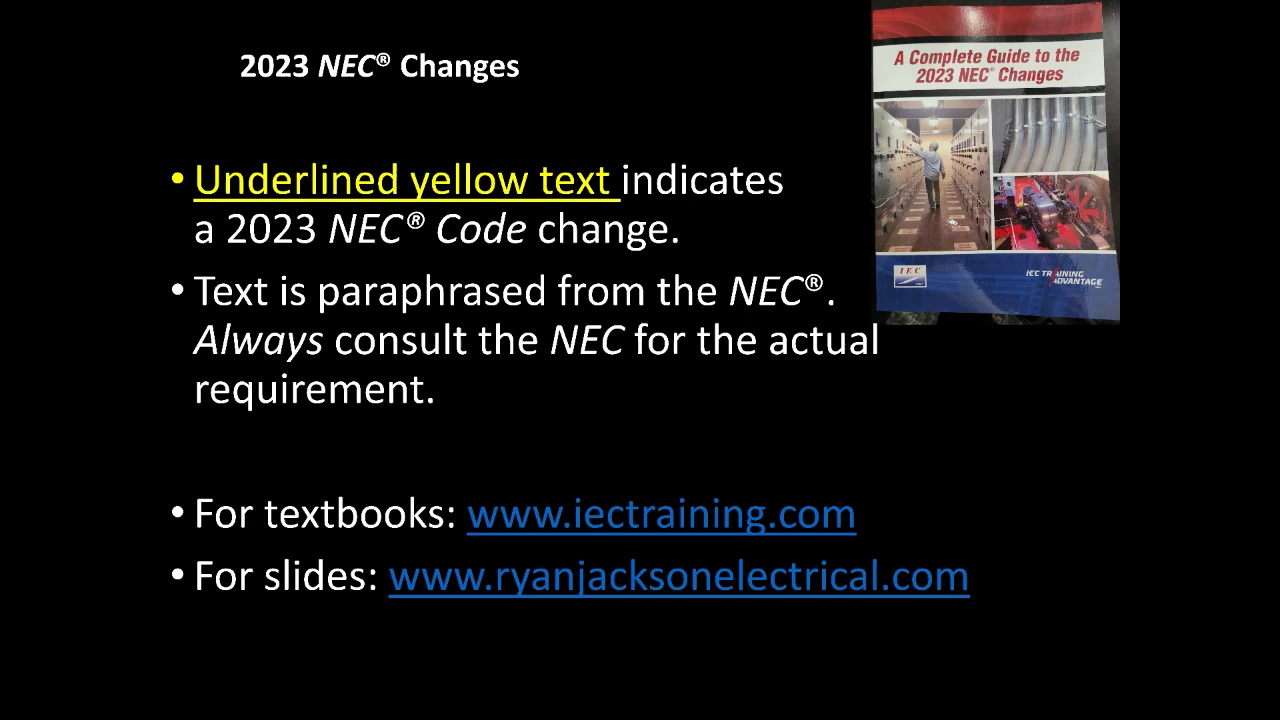 2023 NEC® Changes
A Complete Guide to the
2023 NEC® Changes
• Underlined yellow text indicates
a 2023 NEC® Code change.
• Text is paraphrased from the NEC®.
Always consult the NEC for the actual
requirement.
IEC
IEC TRAINING
ADVANTAGE
• For textbooks: www.iectraining.com
• For slides: www.ryanjacksonelectrical.com